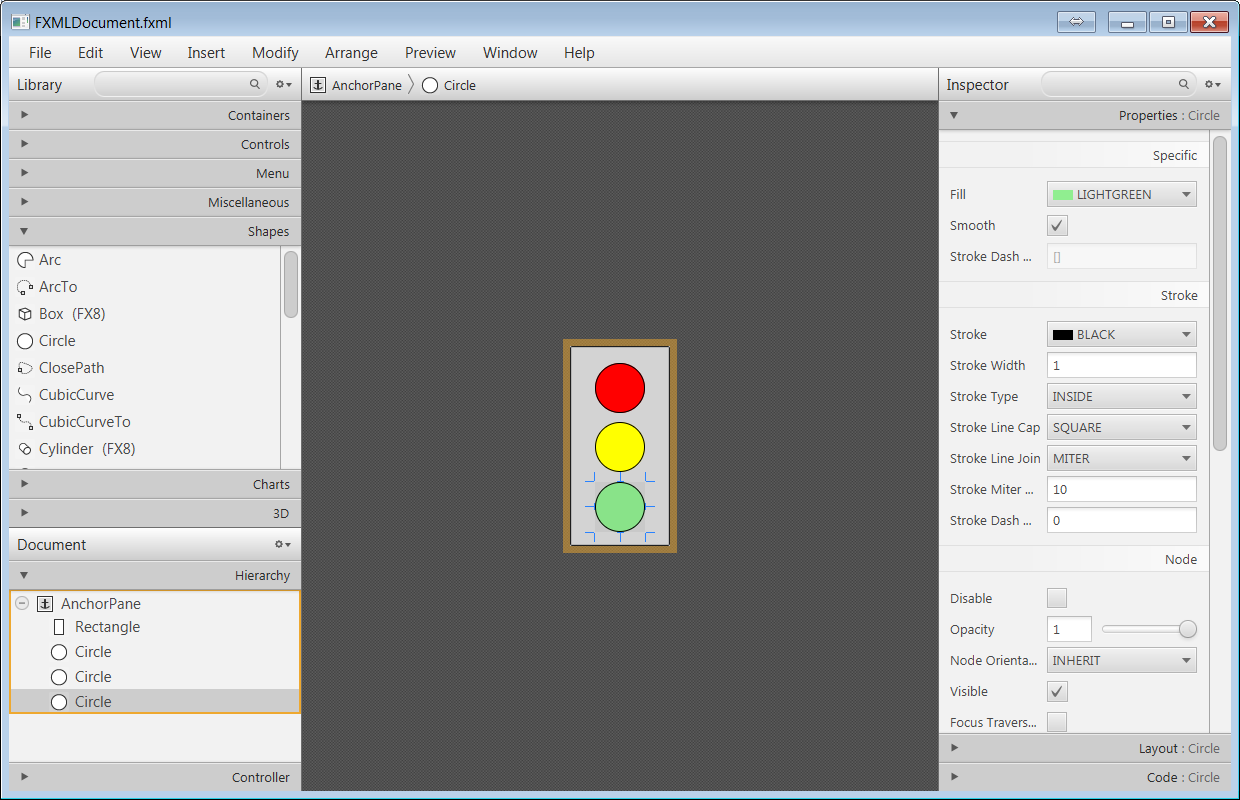 FXMLDocument.fxml
File Edit View Insert Modify Arrange Preview Window Help
Library
Containers
Controls
Menu
Miscellaneous
Shapes
Arc
ArcTo
Box (FX8)
Circle
ClosePath
CubicCurve
CubicCurveTo
Cylinder (FX8)
Charts
3D
Document
Hierarchy
AnchorPane
Rectangle
Circle
Circle
Circle
Controller
AnchorPane Circle
Inspector
Properties : Circle
Specific
Fill LIGHTGREEN
Smooth
Stroke Dash ... []
Stroke
Stroke BLACK
Stroke Width 1
Stroke Type INSIDE
Stroke Line Cap SQUARE
Stroke Line Join MITER
Stroke Miter ... 10
Stroke Dash ... 0
Node
Disable
Opacity 1
Node Orienta... INHERIT
Visible
Focus Travers...
Layout : Circle
Code : Circle